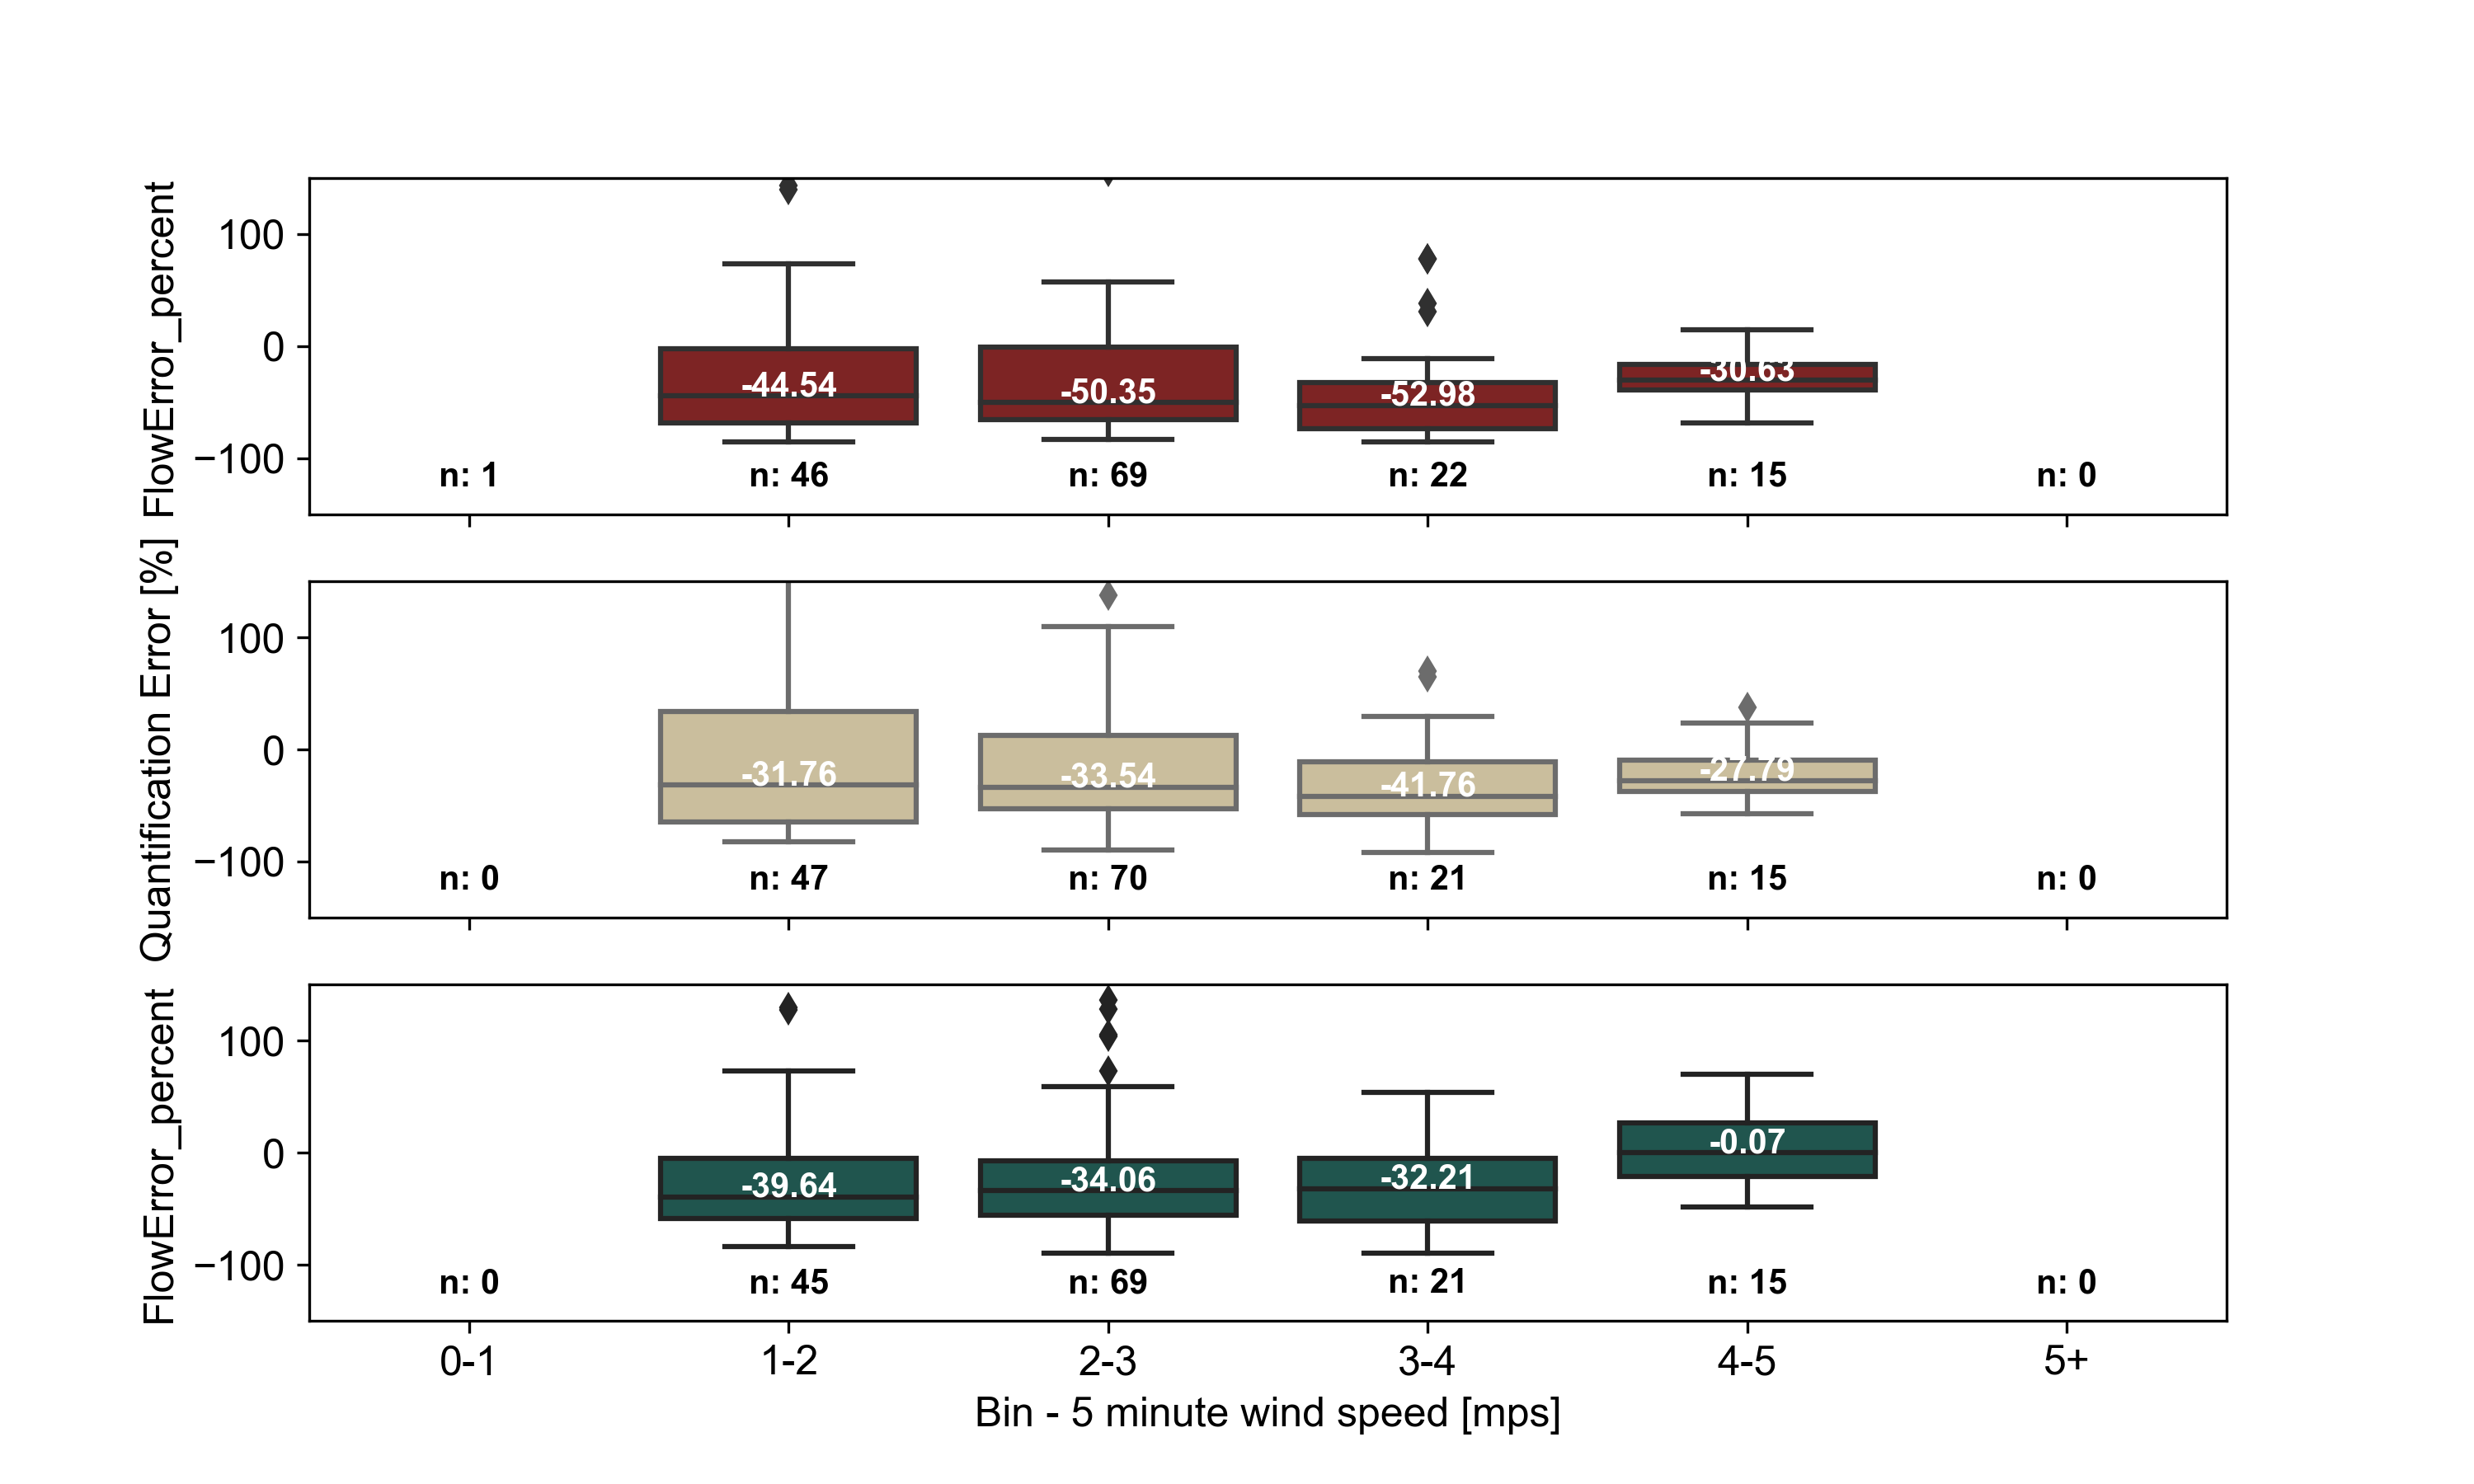 FlowError_percent
100
0
−100
-44.54
-50.35
-52.98
-30.63
n: 1
n: 46
n: 69
n: 22
n: 15
n: 0
Quantification Error [%]
100
0
−100
-31.76
-33.54
-41.76
-27.79
n: 0
n: 47
n: 70
n: 21
n: 15
n: 0
FlowError_percent
100
0
−100
-39.64
-34.06
-32.21
-0.07
n: 0
n: 45
n: 69
n: 21
n: 15
n: 0
0-1
1-2
2-3
3-4
4-5
5+
Bin - 5 minute wind speed [mps]